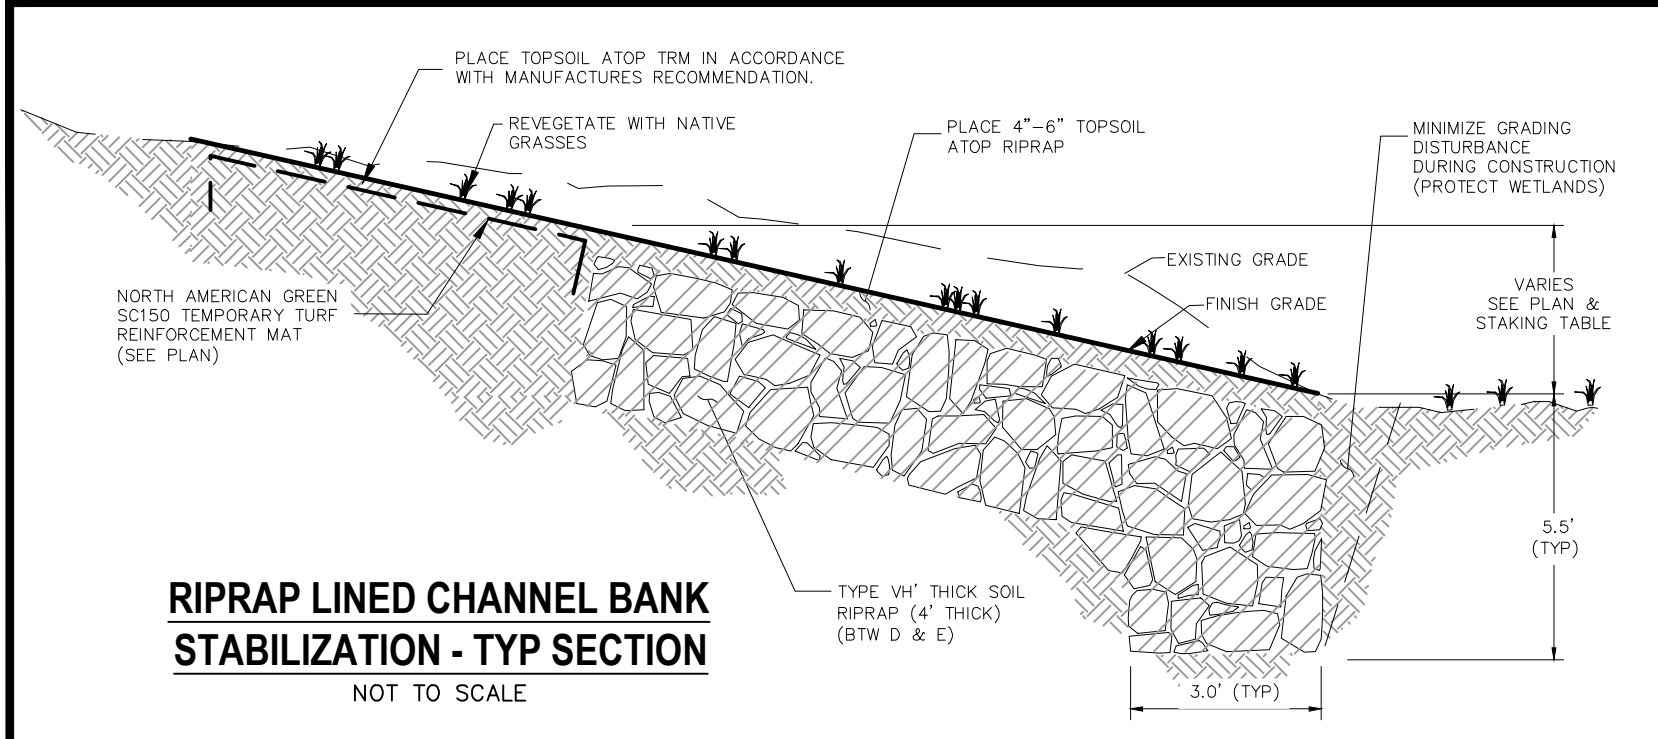 PLACE TOPSOIL ATOP TRM IN ACCORDANCE
WITH MANUFACTURES RECOMMENDATION.
REVEGETATE WITH NATIVE
GRASSES
PLACE 4"-6" TOPSOIL
ATOP RIPRAP
MINIMIZE GRADING
DISTURBANCE
DURING CONSTRUCTION
(PROTECT WETLANDS)
EXISTING GRADE
FINISH GRADE
VARIES
SEE PLAN &
STAKING TABLE
NORTH AMERICAN GREEN
SC150 TEMPORARY TURF
REINFORCEMENT MAT
(SEE PLAN)
5.5'
(TYP)
TYPE VH' THICK SOIL
RIPRAP (4' THICK)
(BTW D & E)
3.0' (TYP)
RIPRAP LINED CHANNEL BANK
STABILIZATION - TYP SECTION
NOT TO SCALE